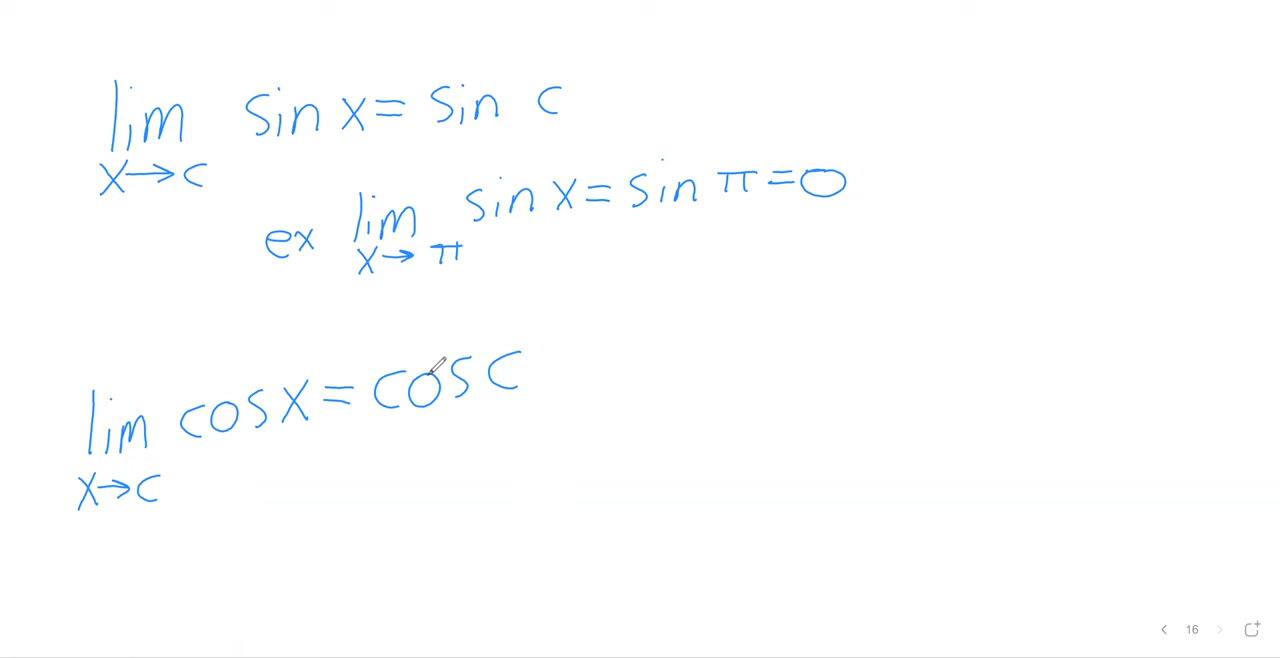 lim sin x = sin c
x → c
ex lim sin x = sin π = 0
x → π
lim cos x = cos c
x → c
16